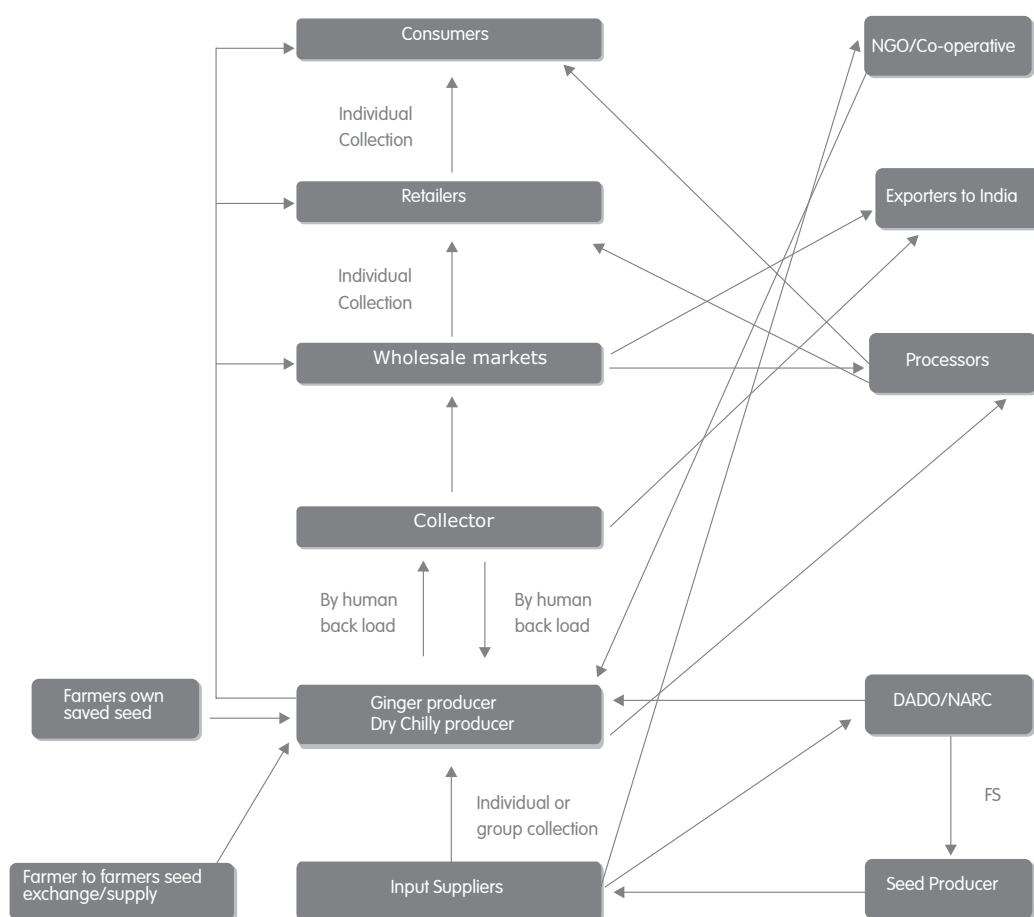 Consumers
NGO/Co-operative
Individual
Collection
Retailers
Exporters to India
Individual
Collection
Wholesale markets
Processors
Collector
By human
back load
By human
back load
Farmers own
saved seed
Ginger producer
Dry Chilly producer
DADO/NARC
Individual or
group collection
FS
Farmer to farmers seed
exchange/supply
Input Suppliers
Seed Producer